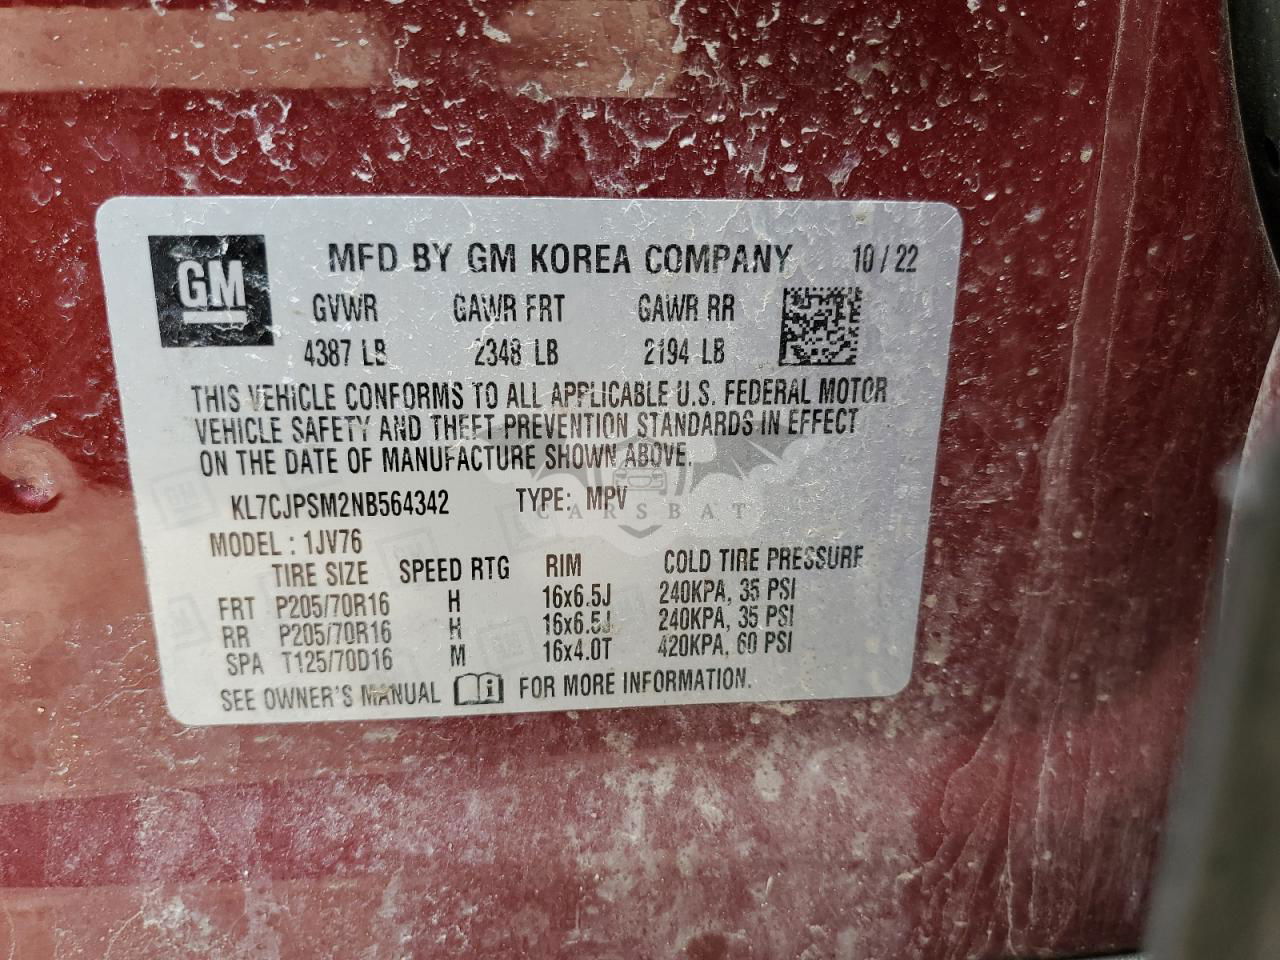 GM MFD BY GM KOREA COMPANY 10/22
GVWR GAWR FRT GAWR RR
4387 LB 2348 LB 2194 LB
THIS VEHICLE CONFORMS TO ALL APPLICABLE U.S. FEDERAL MOTOR
VEHICLE SAFETY AND THEFT PREVENTION STANDARDS IN EFFECT
ON THE DATE OF MANUFACTURE SHOWN ABOVE.
KL7CJPSM2NB564342 TYPE: MPV
CARSBAT
MODEL : 1JV76
TIRE SIZE SPEED RTG RIM COLD TIRE PRESSURE
FRT P205/70R16 H 16x6.5J 240KPA, 35 PSI
RR P205/70R16 H 16x6.5J 240KPA, 35 PSI
SPA T125/70D16 M 16x4.0T 420KPA, 60 PSI
SEE OWNER'S MANUAL FOR MORE INFORMATION.